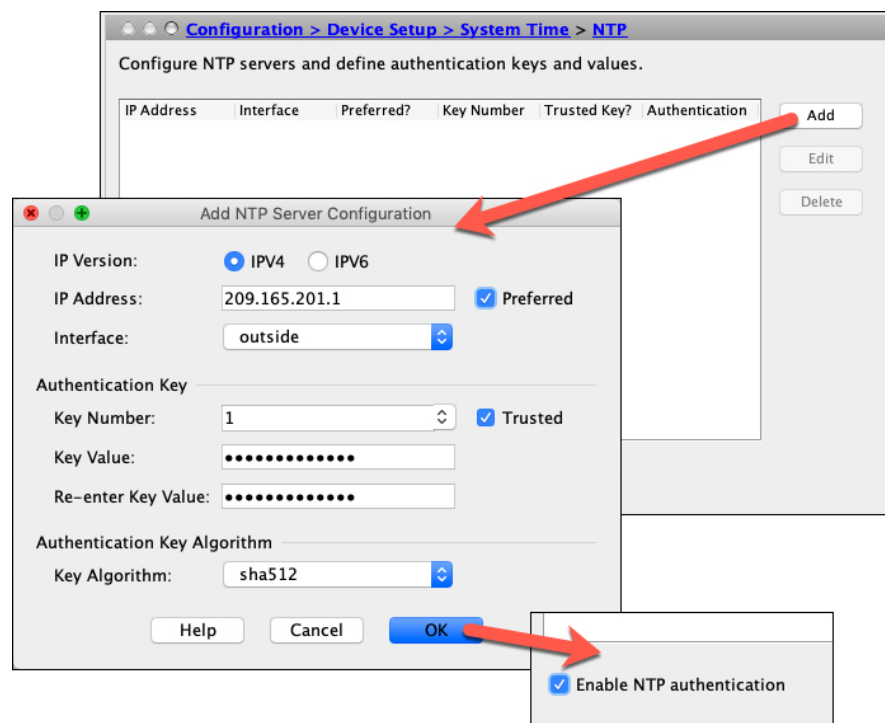 Configuration > Device Setup > System Time > NTP
Configure NTP servers and define authentication keys and values.
IP Address Interface Preferred? Key Number Trusted Key? Authentication
Add
Edit
Delete
Add NTP Server Configuration
IP Version: IPV4 IPV6
IP Address: 209.165.201.1 Preferred
Interface: outside
Authentication Key
Key Number: 1 Trusted
Key Value: •••••••••••••
Re-enter Key Value: •••••••••••••
Authentication Key Algorithm
Key Algorithm: sha512
Help Cancel OK
Enable NTP authentication